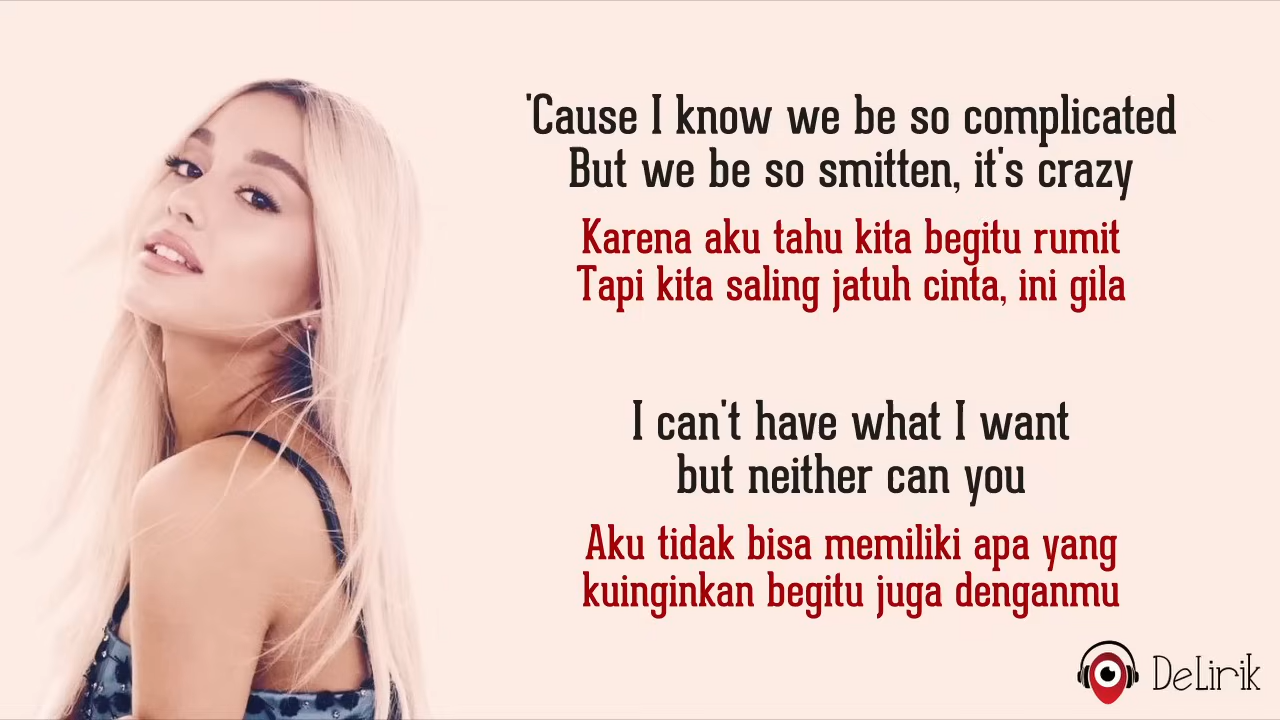 'Cause I know we be so complicated
But we be so smitten, it's crazy
Karena aku tahu kita begitu rumit
Tapi kita saling jatuh cinta, ini gila
I can't have what I want
but neither can you
Aku tidak bisa memiliki apa yang
kuinginkan begitu juga denganmu
DeLirik